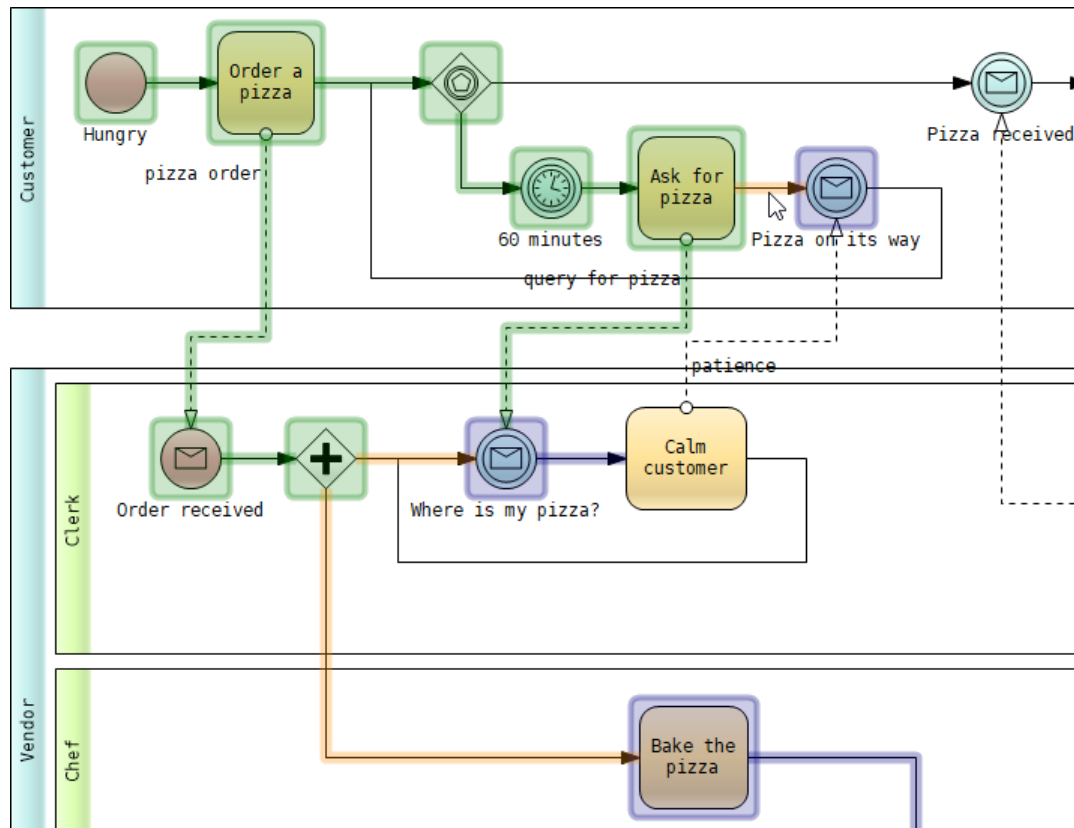 Customer
Hungry
Order a
pizza
pizza order
60 minutes
Ask for
pizza
query for pizza
Pizza on its way
Pizza received
patience
Vendor
Clerk
Order received
Where is my pizza?
Calm
customer
Chef
Bake the
pizza